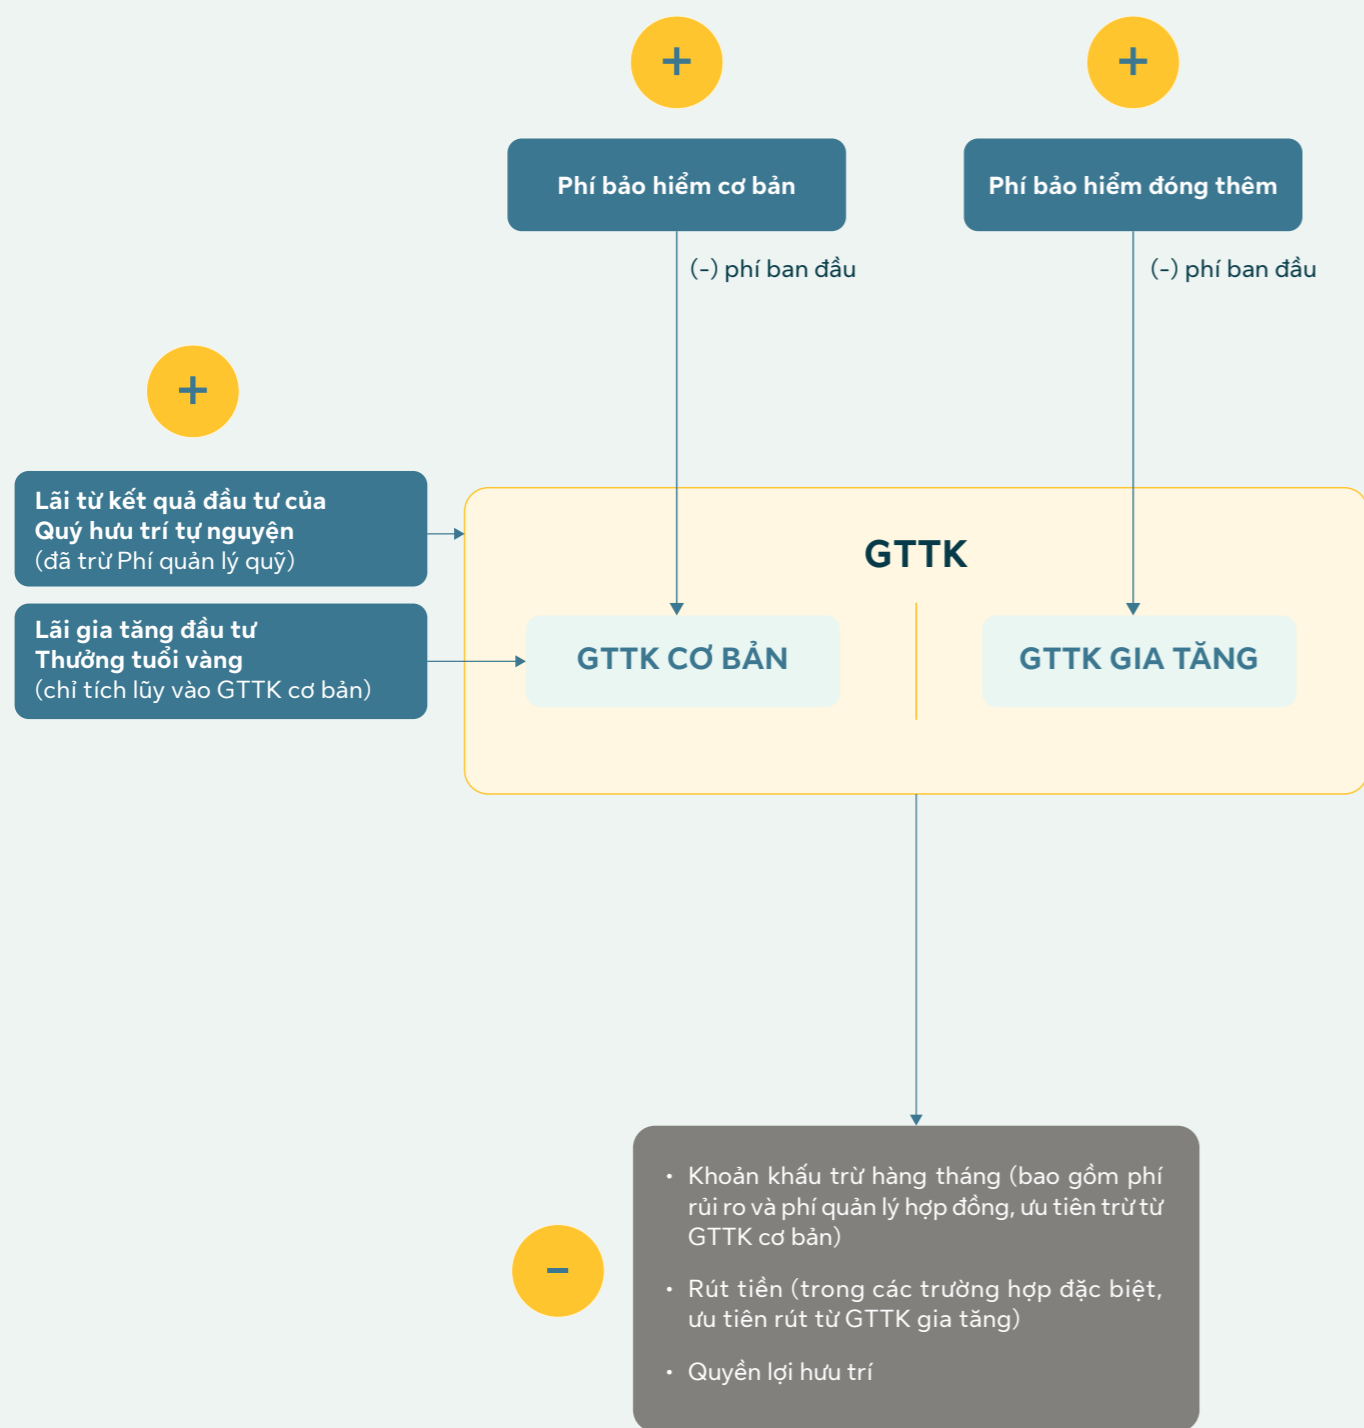 +
+
Phí bảo hiểm cơ bản
Phí bảo hiểm đóng thêm
(-) phí ban đầu
(-) phí ban đầu
+
Lãi từ kết quả đầu tư của
Quý hưu trí tự nguyện
(đã trừ Phí quản lý quỹ)
Lãi gia tăng đầu tư
Thưởng tuổi vàng
(chỉ tích lũy vào GTTK cơ bản)
GTTK
GTTK CƠ BẢN
GTTK GIA TĂNG
-
• Khoản khấu trừ hàng tháng (bao gồm phí
rủi ro và phí quản lý hợp đồng, ưu tiên trừ từ
GTTK cơ bản)
• Rút tiền (trong các trường hợp đặc biệt,
ưu tiên rút từ GTTK gia tăng)
• Quyền lợi hưu trí